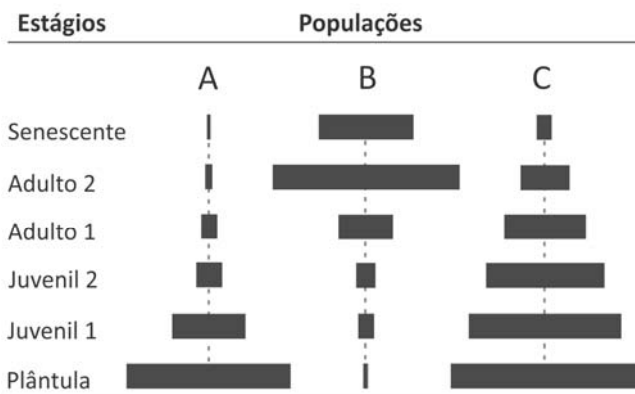 Estágios Populações
A B C
Senescente
Adulto 2
Adulto 1
Juvenil 2
Juvenil 1
Plântula